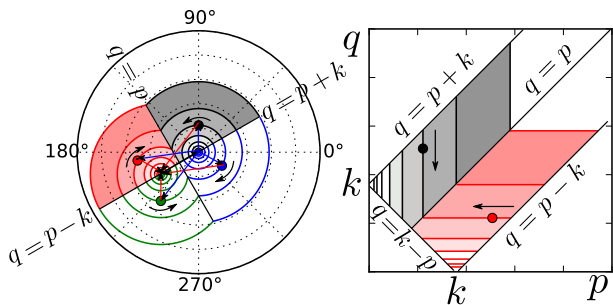 90°
q = p
q = p + k
180°
0°
q = p − k
270°
q
q = p + k
q = p
k
q = k − p
q = p − k
k
p